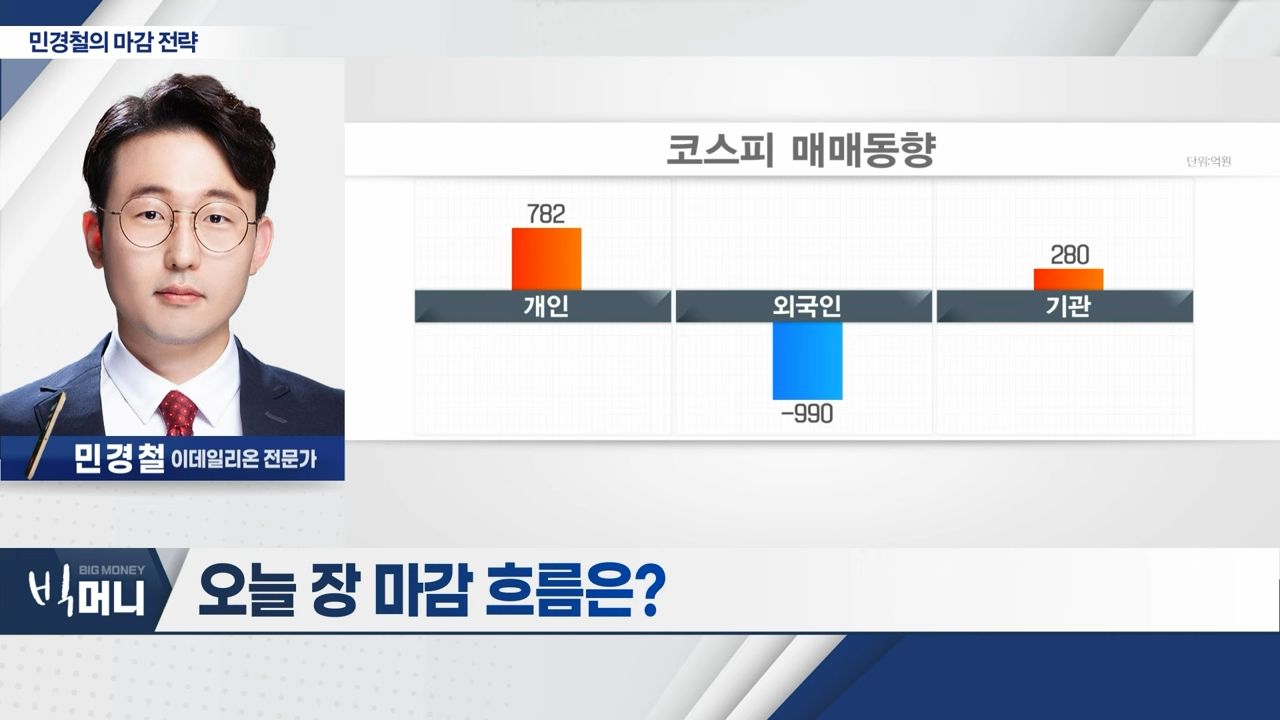 민경철의 마감 전략
코스피 매매동향
단위:억원
782
280
개인
외국인
기관
-990
민경철 이데일리온 전문가
BIG MONEY
빅머니
오늘 장 마감 흐름은?